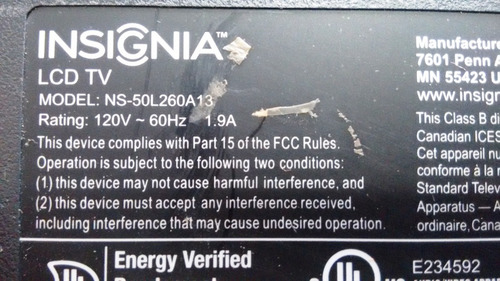 INSIGNIA™
LCD TV
MODEL: NS-50L260A13
Rating: 120V ~ 60Hz 1.9A
This device complies with Part 15 of the FCC Rules.
Operation is subject to the following two conditions:
(1) this device may not cause harmful interference, and
(2) this device must accept any interference received,
including interference that may cause undesired operation.
Energy Verified
Manufactur
7601 Penn A
MN 55423 U
www.insign
This Class B di
Canadian ICES
Cet appareil nu
conforme à la
Standard Telev
Apparatus – A
ordinaire, Cana
UL
E234592